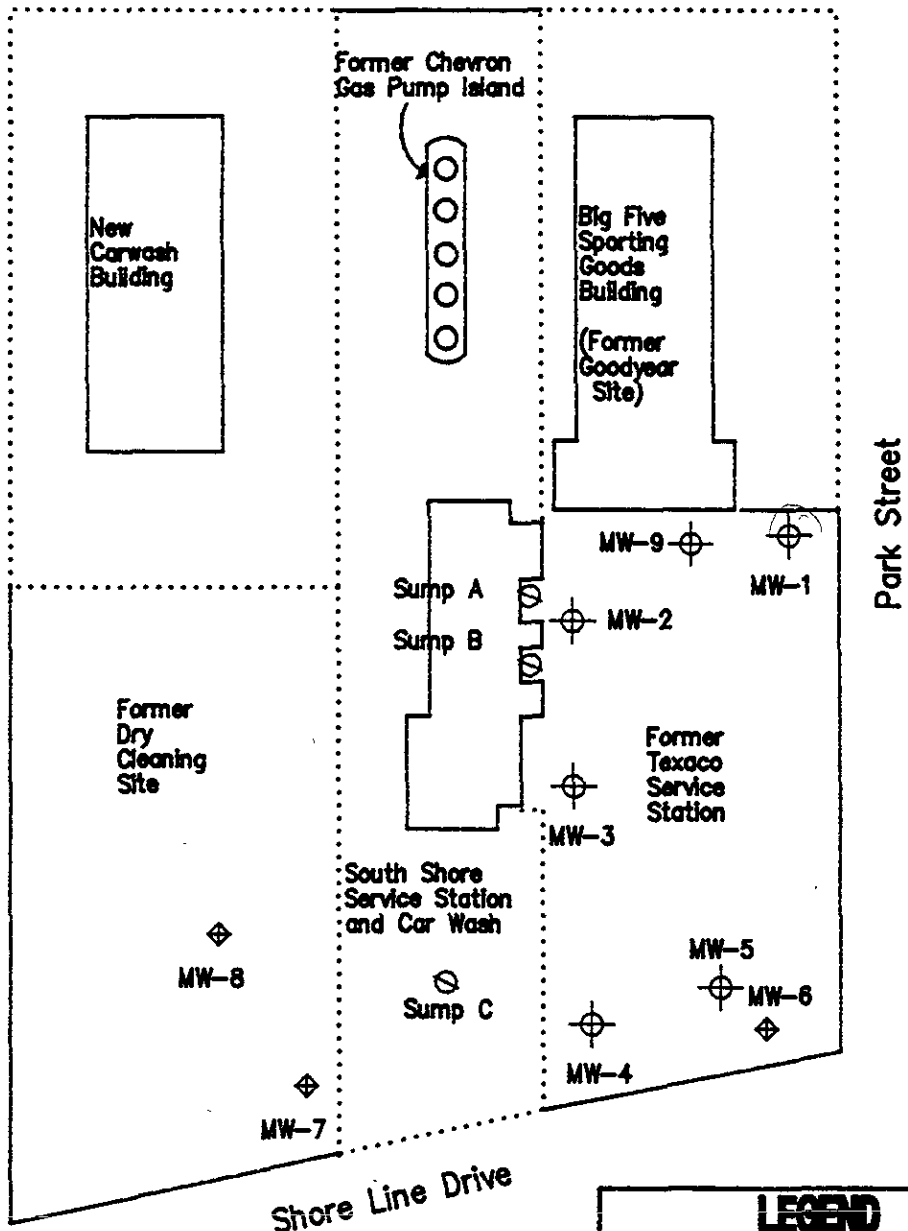 Former Chevron
Gas Pump Island
New
Carwash
Building
Big Five
Sporting
Goods
Building
(Former
Goodyear
Site)
Park Street
MW-9
MW-1
Sump A
MW-2
Sump B
Former
Dry
Cleaning
Site
Former
Texaco
Service
Station
MW-3
South Shore
Service Station
and Car Wash
MW-8
Sump C
MW-5
MW-6
MW-4
MW-7
Shore Line Drive
LEGEND